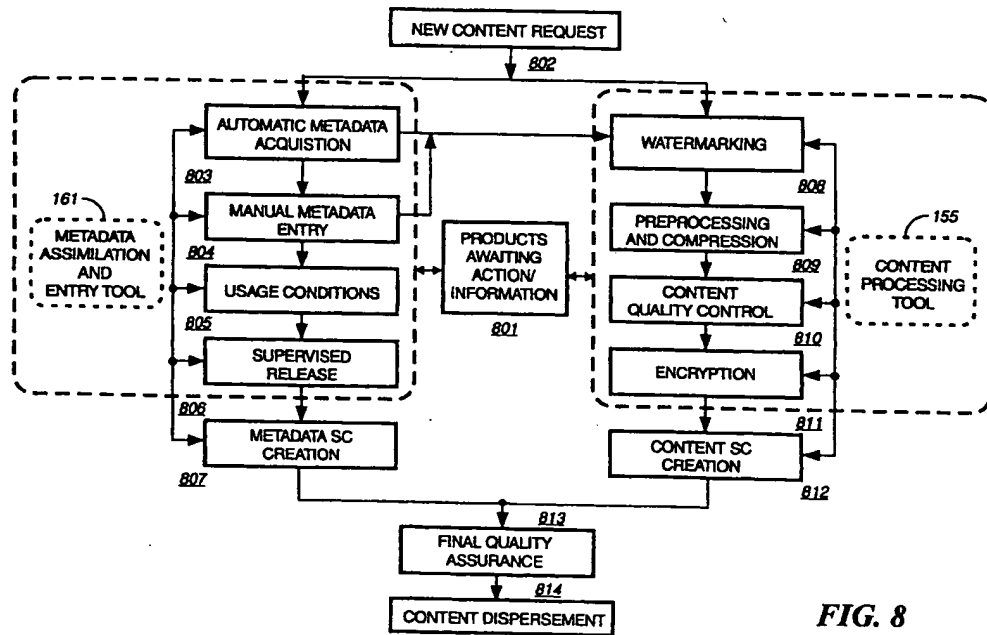 NEW CONTENT REQUEST
802
AUTOMATIC METADATA
ACQUISTION
803
MANUAL METADATA
ENTRY
804
USAGE CONDITIONS
805
SUPERVISED
RELEASE
806
METADATA SC
CREATION
807
161
METADATA
ASSIMILATION
AND
ENTRY TOOL
PRODUCTS
AWAITING
ACTION/
INFORMATION
801
WATERMARKING
808
PREPROCESSING
AND COMPRESSION
809
CONTENT
QUALITY CONTROL
810
ENCRYPTION
811
CONTENT SC
CREATION
812
155
CONTENT
PROCESSING
TOOL
813
FINAL QUALITY
ASSURANCE
814
CONTENT DISPERSEMENT
FIG. 8